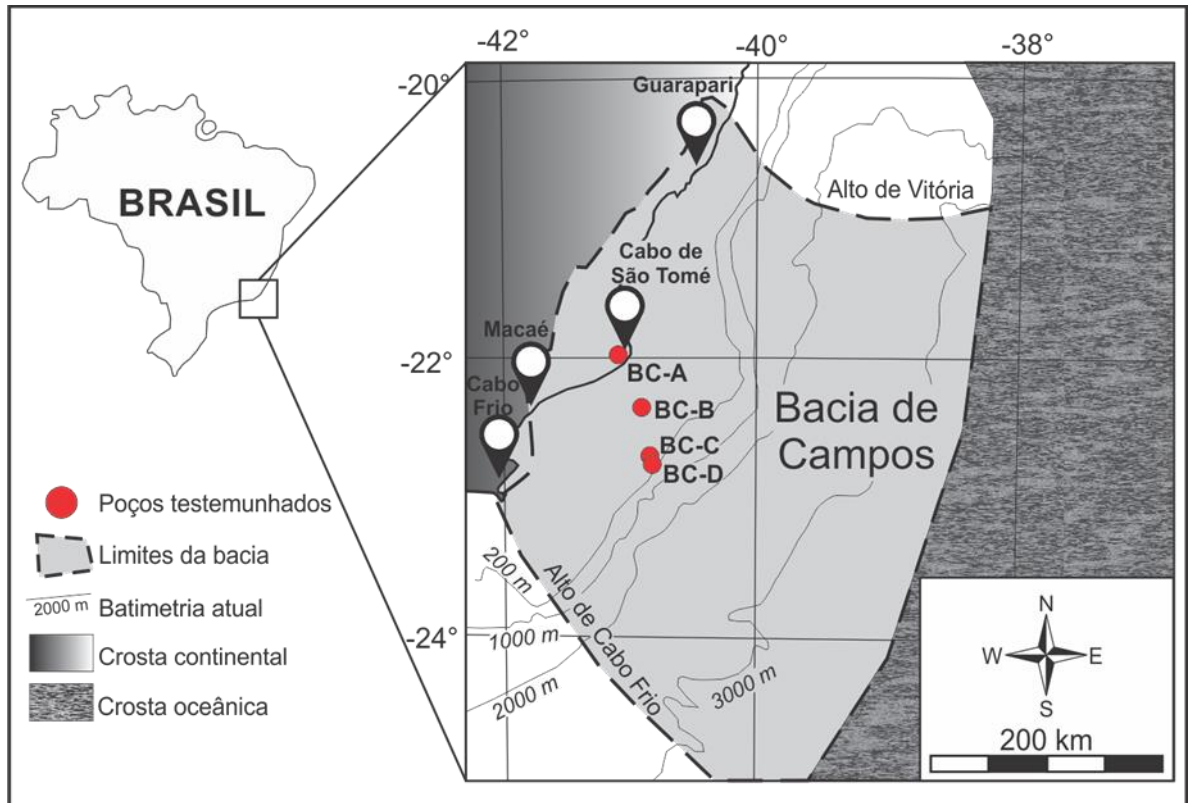 -42°
-40°
-38°
-20°
Guarapari
BRASIL
Alto de Vitória
Cabo de
São Tomé
Macaé
-22°
BC-A
Cabo
Frio
BC-B
Bacia de
Campos
BC-C
BC-D
Poços testemunhados
Limites da bacia
2000 m
Batimetria atual
Crosta continental
Crosta oceânica
200 m
Alto de Cabo Frio
-24°
1000 m
2000 m
3000 m
N
W
E
S
200 km